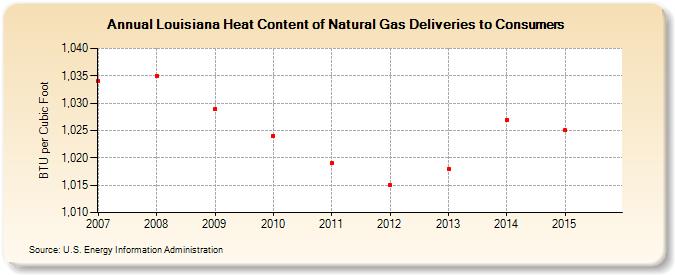 Annual Louisiana Heat Content of Natural Gas Deliveries to Consumers
BTU per Cubic Foot
1,040
1,035
1,030
1,025
1,020
1,015
1,010
2007 2008 2009 2010 2011 2012 2013 2014 2015
Source: U.S. Energy Information Administration